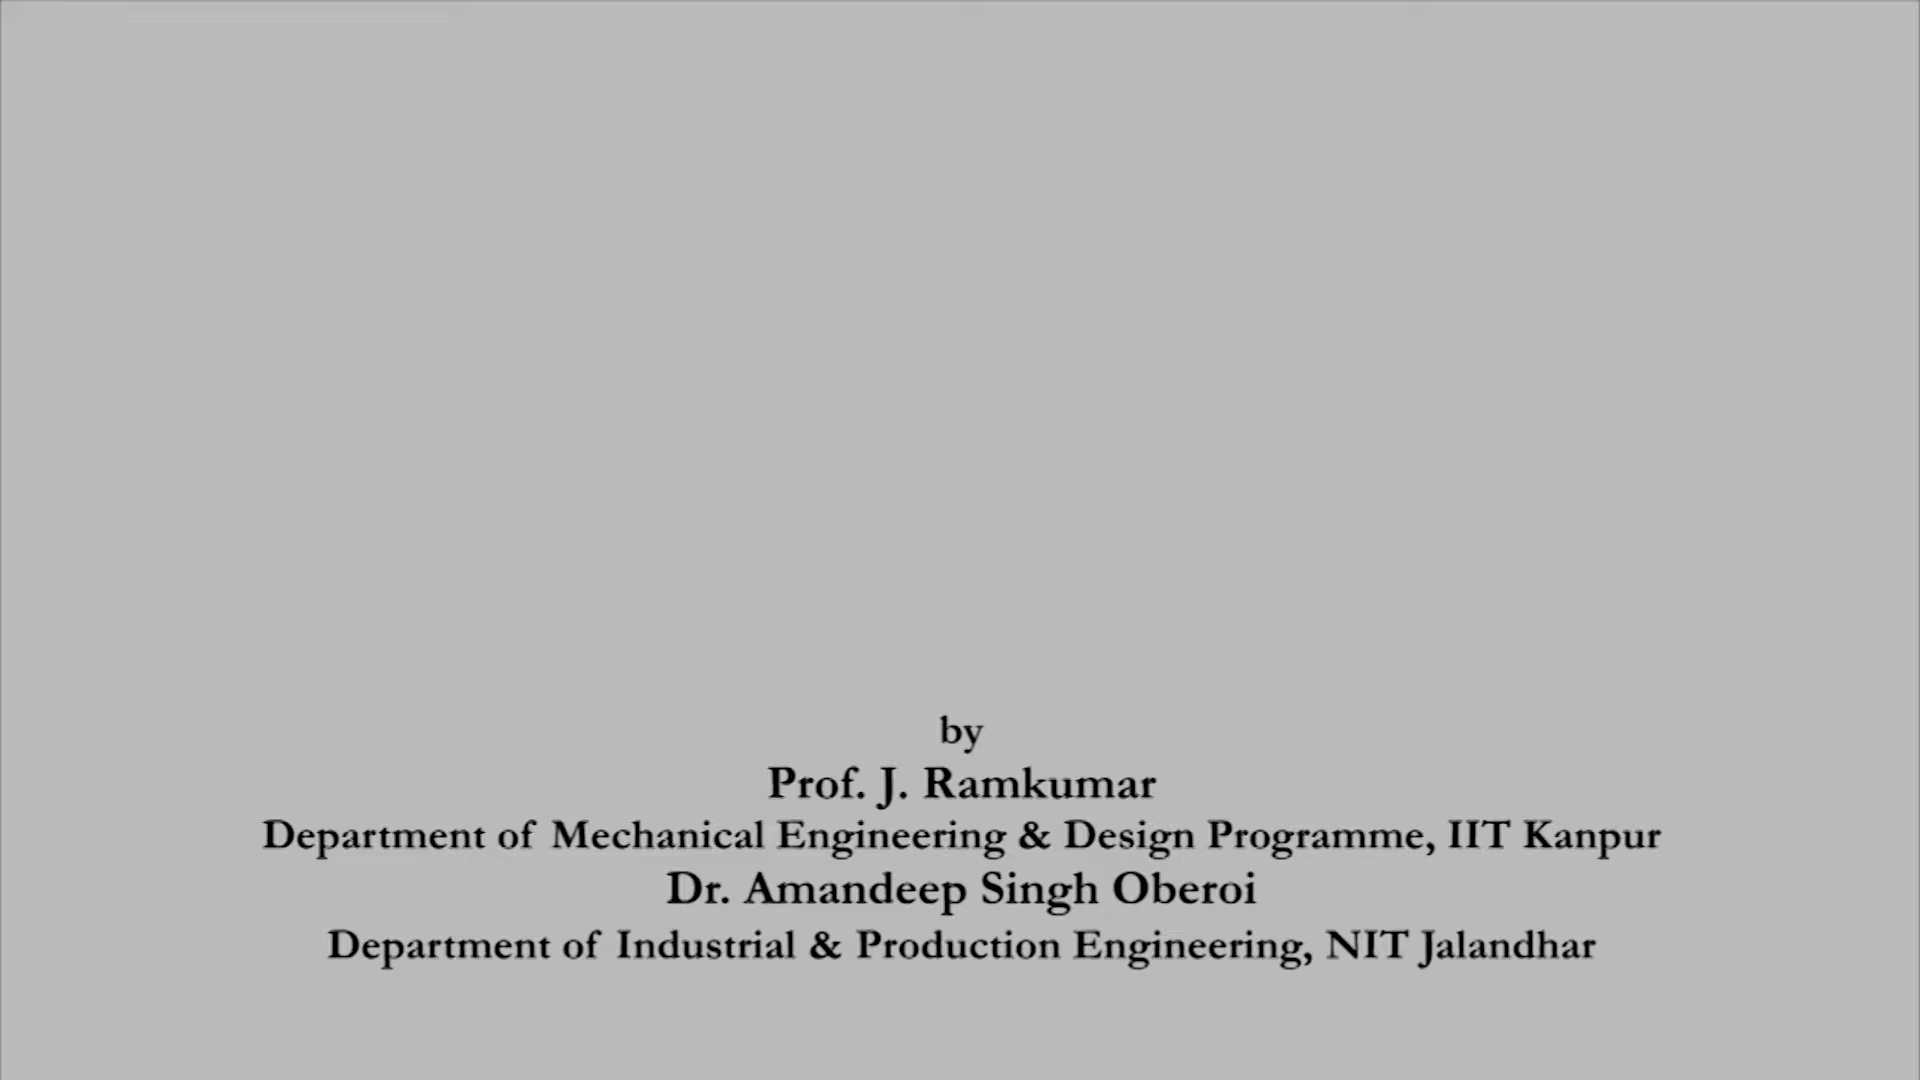 by
Prof. J. Ramkumar
Department of Mechanical Engineering & Design Programme, IIT Kanpur
Dr. Amandeep Singh Oberoi
Department of Industrial & Production Engineering, NIT Jalandhar